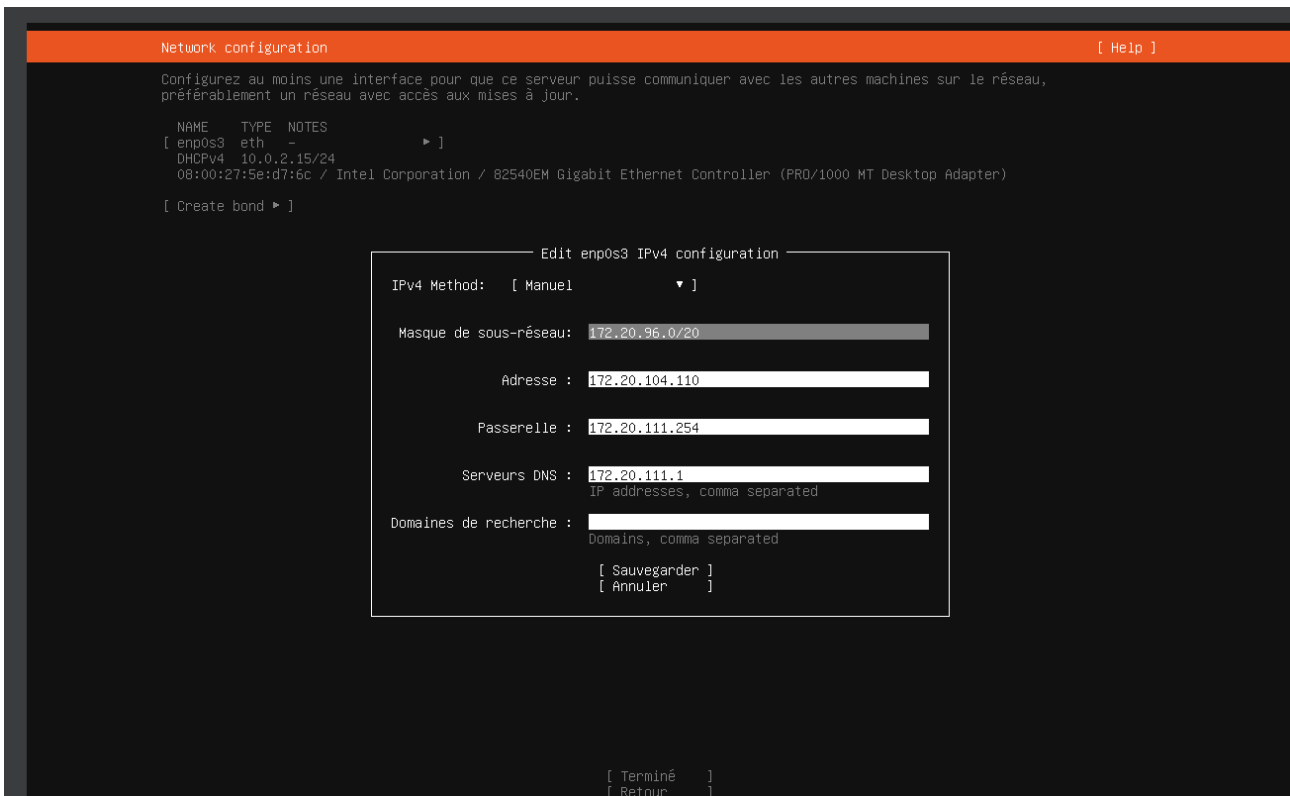 Network configuration [ Help ]
Configurez au moins une interface pour que ce serveur puisse communiquer avec les autres machines sur le réseau,
préférablement un réseau avec accès aux mises à jour.
NAME TYPE NOTES
[ enp0s3 eth - ▸ ]
DHCPv4 10.0.2.15/24
08:00:27:5e:d7:6c / Intel Corporation / 82540EM Gigabit Ethernet Controller (PRO/1000 MT Desktop Adapter)
[ Create bond ▸ ]
Edit enp0s3 IPv4 configuration
IPv4 Method: [ Manuel ▾ ]
Masque de sous-réseau: 172.20.96.0/20
Adresse : 172.20.104.110
Passerelle : 172.20.111.254
Serveurs DNS : 172.20.111.1
IP addresses, comma separated
Domaines de recherche :
Domains, comma separated
[ Sauvegarder ]
[ Annuler ]
[ Terminé ]
[ Retour ]